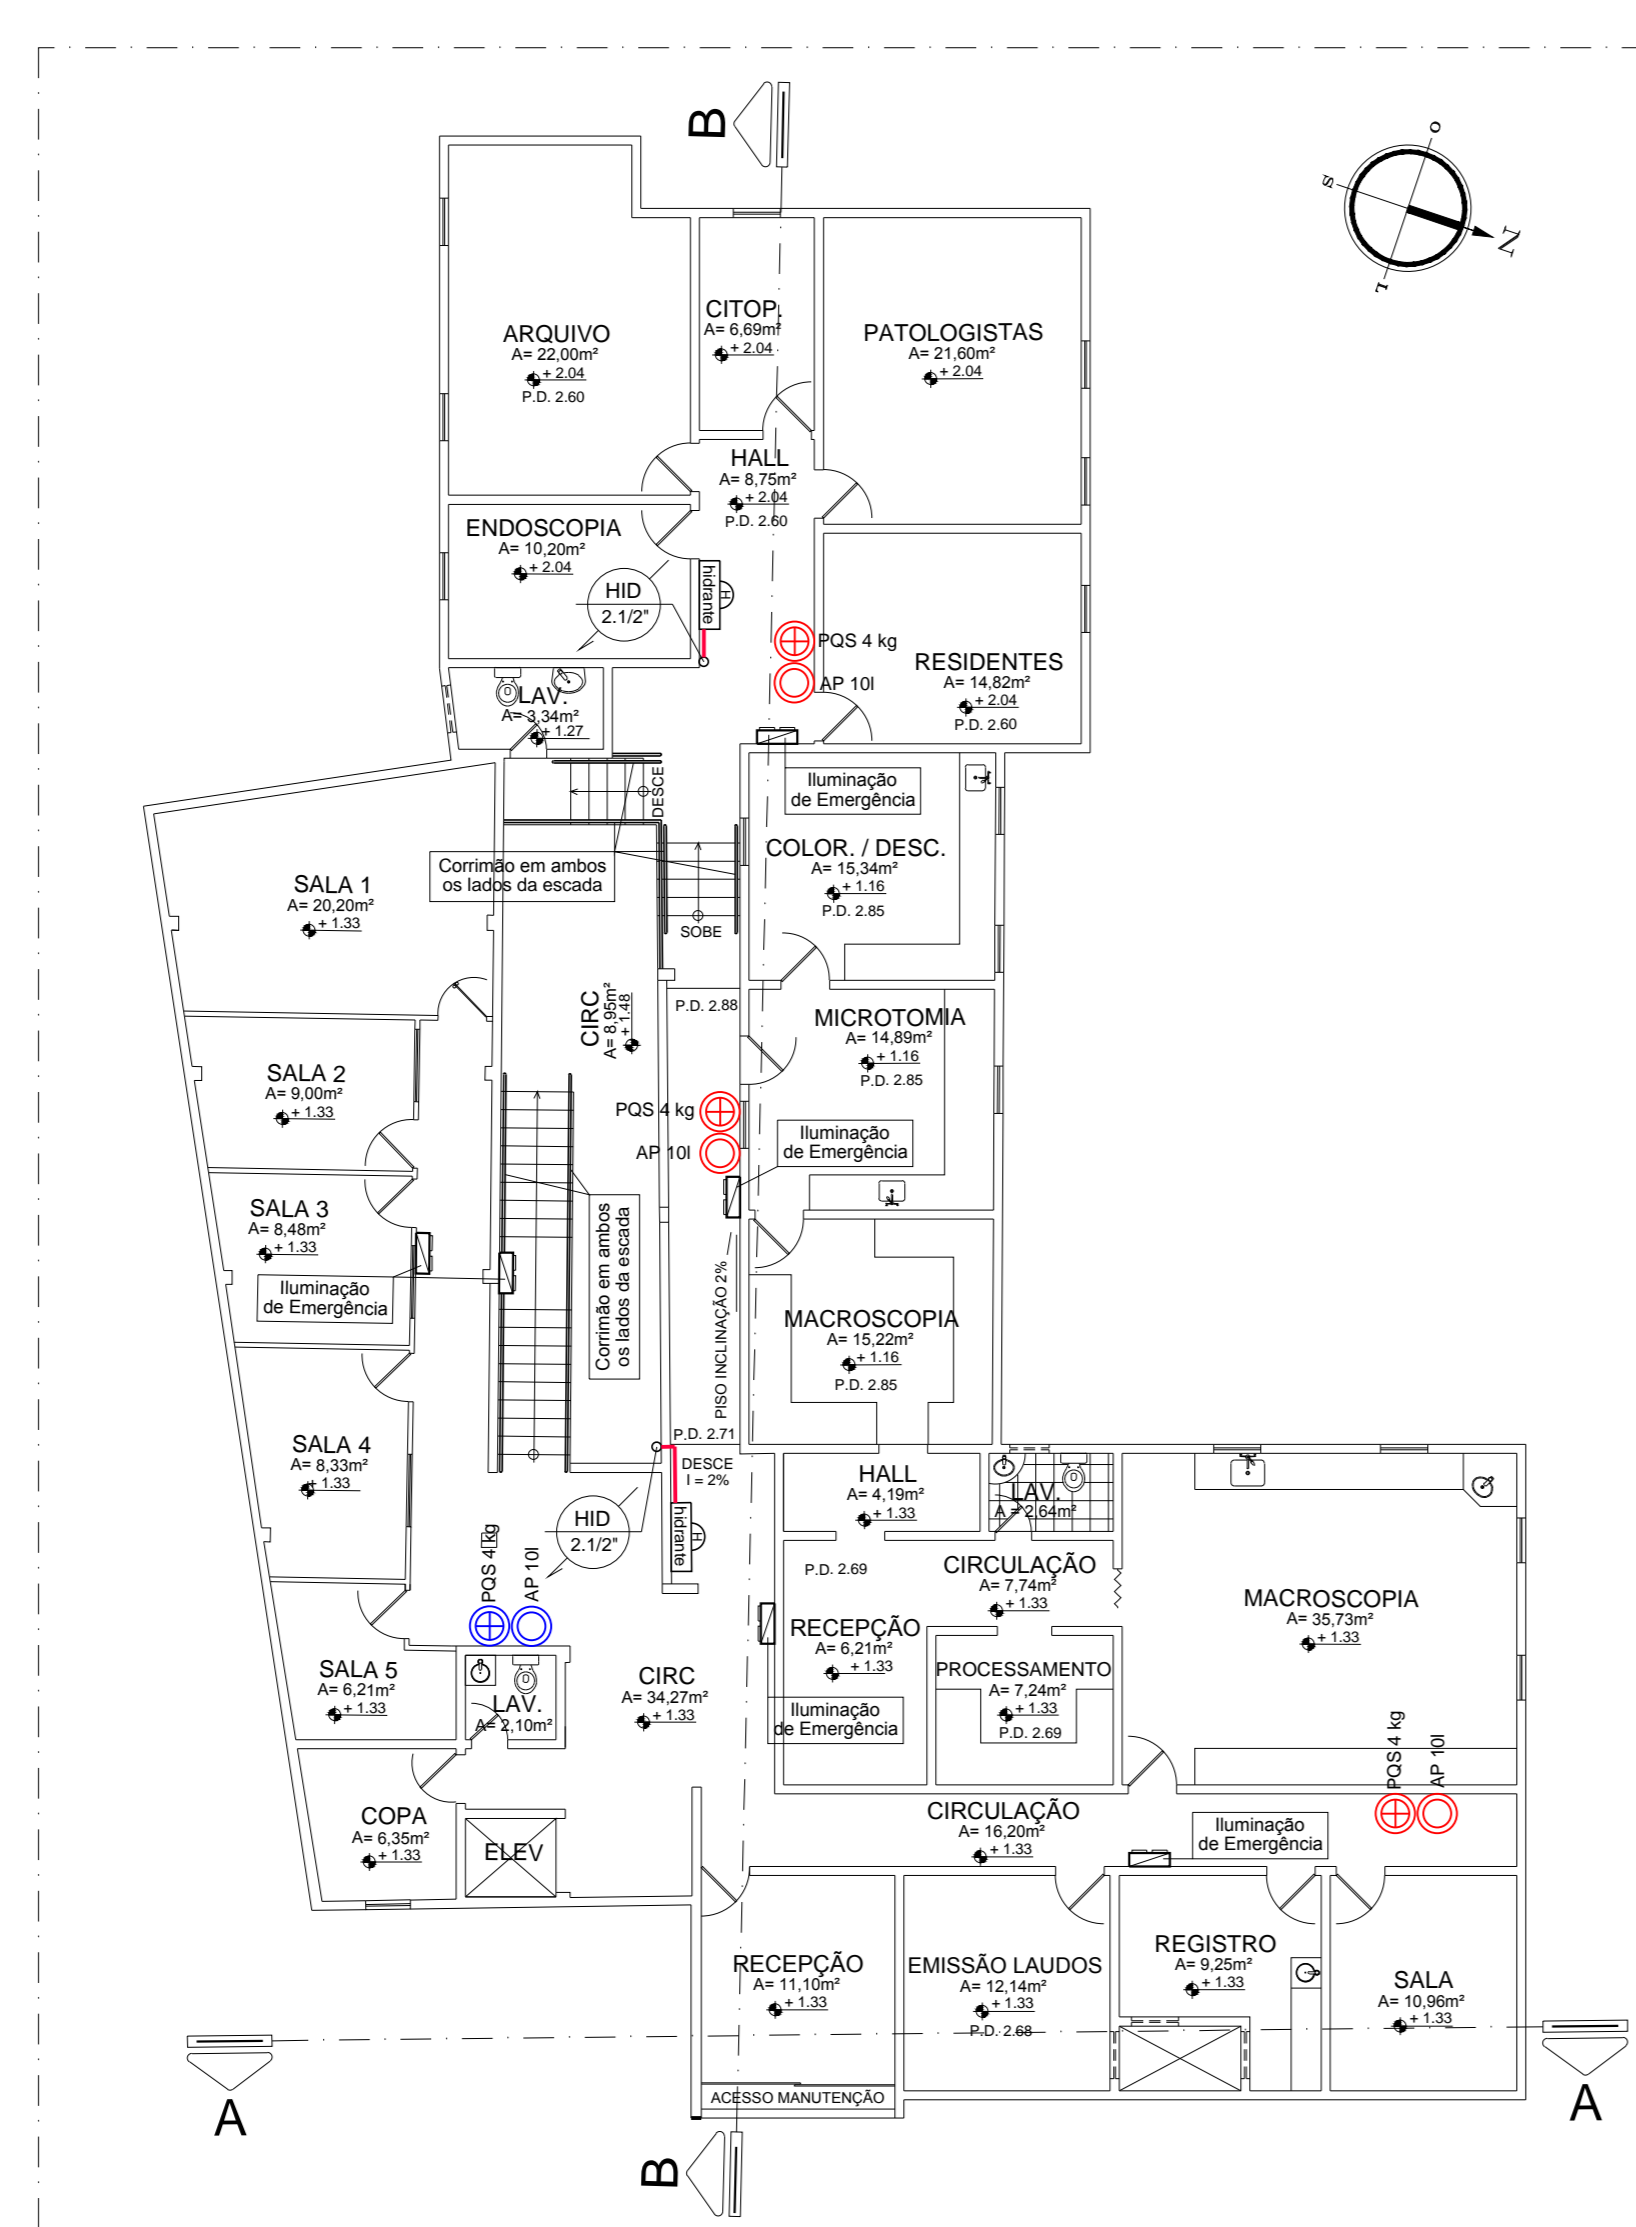 B
O
S
N
L
ARQUIVO
A= 22,00m²
+ 2.04
P.D. 2.60
CITOP.
A= 6,69m²
+ 2.04
PATOLOGISTAS
A= 21,60m²
+ 2.04
HALL
A= 8,75m²
+ 2.04
P.D. 2.60
ENDOSCOPIA
A= 10,20m²
+ 2.04
HID
2.1/2"
hidrante
H
PQS 4 kg
AP 10l
RESIDENTES
A= 14,82m²
+ 2.04
P.D. 2.60
LAV.
A= 3,34m²
+ 1.27
DESCE
Iluminação
de Emergência
Corrimão em ambos
os lados da escada
SOBE
COLOR. / DESC.
A= 15,34m²
+ 1.16
P.D. 2.85
SALA 1
A= 20,20m²
+ 1.33
CIRC
A= 8,95m²
+ 1.48
P.D. 2.88
MICROTOMIA
A= 14,89m²
+ 1.16
P.D. 2.85
SALA 2
A= 9,00m²
+ 1.33
PQS 4 kg
AP 10l
Iluminação
de Emergência
SALA 3
A= 8,48m²
+ 1.33
Iluminação
de Emergência
Corrimão em ambos
os lados da escada
PISO INCLINAÇÃO 2%
MACROSCOPIA
A= 15,22m²
+ 1.16
P.D. 2.85
P.D. 2.71
DESCE
I = 2%
SALA 4
A= 8,33m²
+ 1.33
HID
2.1/2"
hidrante
H
PQS 4 kg
AP 10l
HALL
A= 4,19m²
+ 1.33
LAV.
A = 2,64m²
P.D. 2.69
CIRCULAÇÃO
A= 7,74m²
+ 1.33
MACROSCOPIA
A= 35,73m²
+ 1.33
RECEPÇÃO
A= 6,21m²
+ 1.33
PROCESSAMENTO
A= 7,24m²
+ 1.33
P.D. 2.69
Iluminação
de Emergência
SALA 5
A= 6,21m²
+ 1.33
LAV.
A= 2,10m²
CIRC
A= 34,27m²
+ 1.33
PQS 4 kg
AP 10l
COPA
A= 6,35m²
+ 1.33
ELEV
CIRCULAÇÃO
A= 16,20m²
+ 1.33
Iluminação
de Emergência
RECEPÇÃO
A= 11,10m²
+ 1.33
EMISSÃO LAUDOS
A= 12,14m²
+ 1.33
P.D. 2.68
REGISTRO
A= 9,25m²
+ 1.33
SALA
A= 10,96m²
+ 1.33
ACESSO MANUTENÇÃO
A
A
B